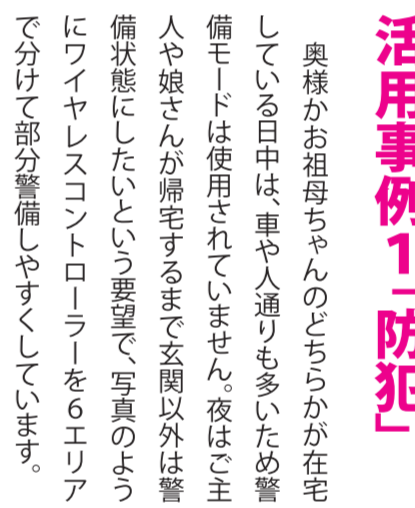 活用事例1「防犯」
奥様かお祖母ちゃんのどちらかが在宅
している日中は、車や人通りも多いため警
備モードは使用されていません。夜はご主
人や娘さんが帰宅するまで玄関以外は警
備状態にしたいという要望で、写真のよう
にワイヤレスコントローラーを6エリア
で分けて部分警備しやすくしています。